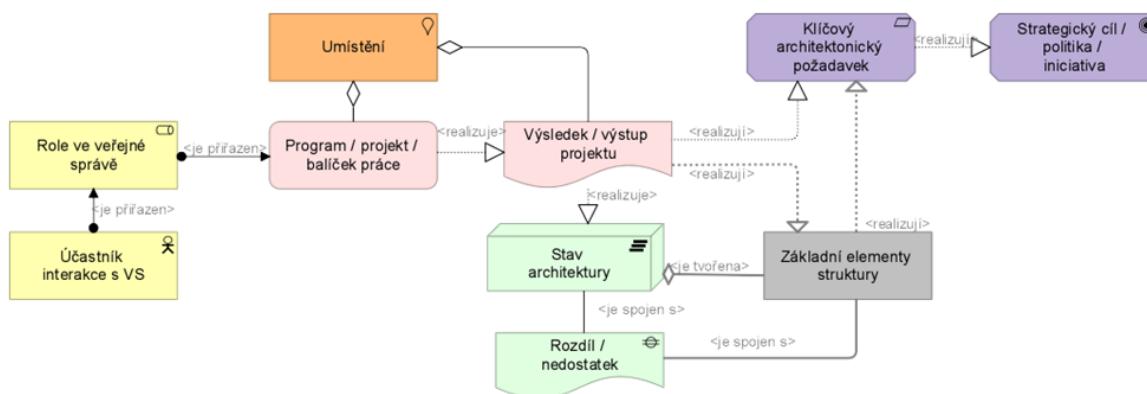 Umístění
Klíčový
architektonický
požadavek
<realizují>
Strategický cíl /
politika /
iniciativa
Role ve veřejné
správě
<je přiřazen>
Program / projekt /
balíček práce
<realizuje>
Výsledek / výstup
projektu
<realizují>
<realizují>
<je přiřazen>
<realizuje>
<realizují>
Účastník
interakce s VS
Stav
architektury
<je tvořena>
Základní elementy
struktury
<je spojen s>
Rozdíl /
nedostatek
<je spojen s>